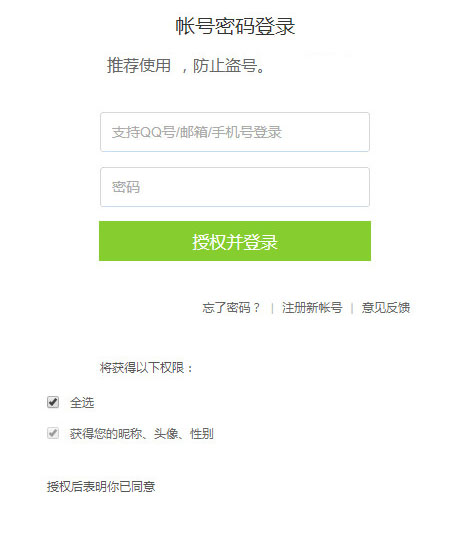 帐号密码登录
推荐使用 ，防止盗号。
支持QQ号/邮箱/手机号登录
密码
授权并登录
忘了密码？ | 注册新帐号 | 意见反馈
将获得以下权限：
全选
获得您的昵称、头像、性别
授权后表明你已同意